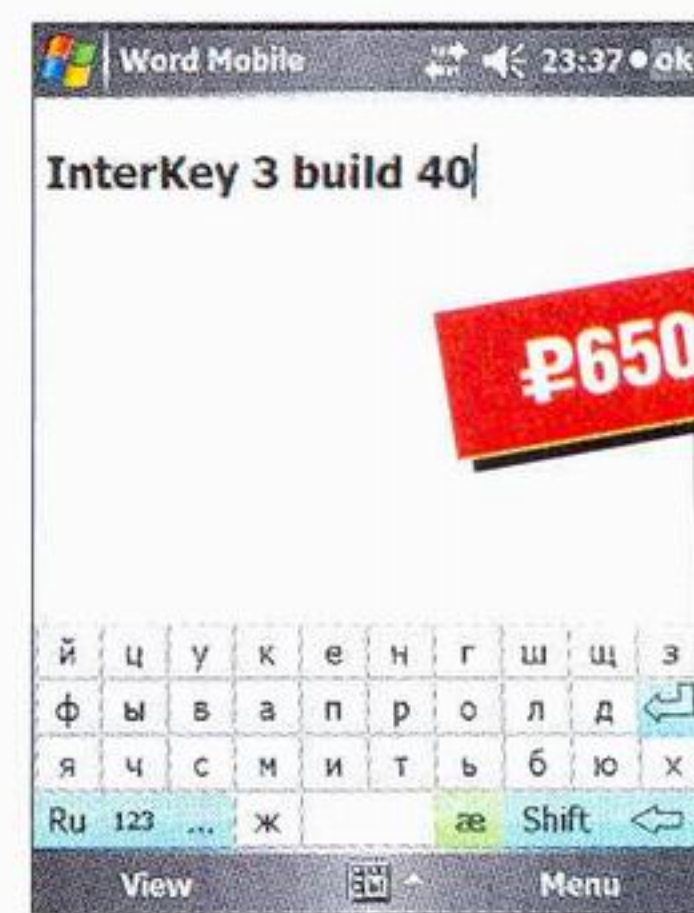 Word Mobile 23:37 ok
InterKey 3 build 40
₽650
й ц у к е н г ш щ з
ф ы в а п р о л д
я ч с м и т ь б ю х
Ru 123 ... ж æ Shift
View Menu